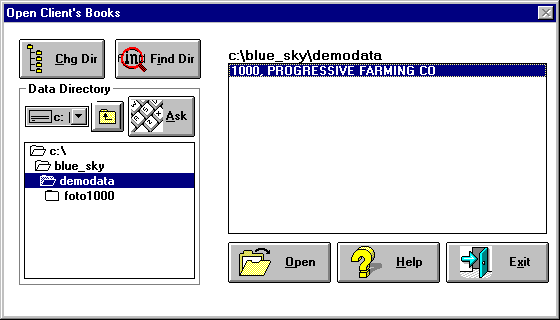 Open Client's Books
Chg Dir
Find Find Dir
Data Directory
c:
Ask
c:\
blue_sky
demodata
foto1000
c:\blue_sky\demodata
1000, PROGRESSIVE FARMING CO
Open
Help
Exit